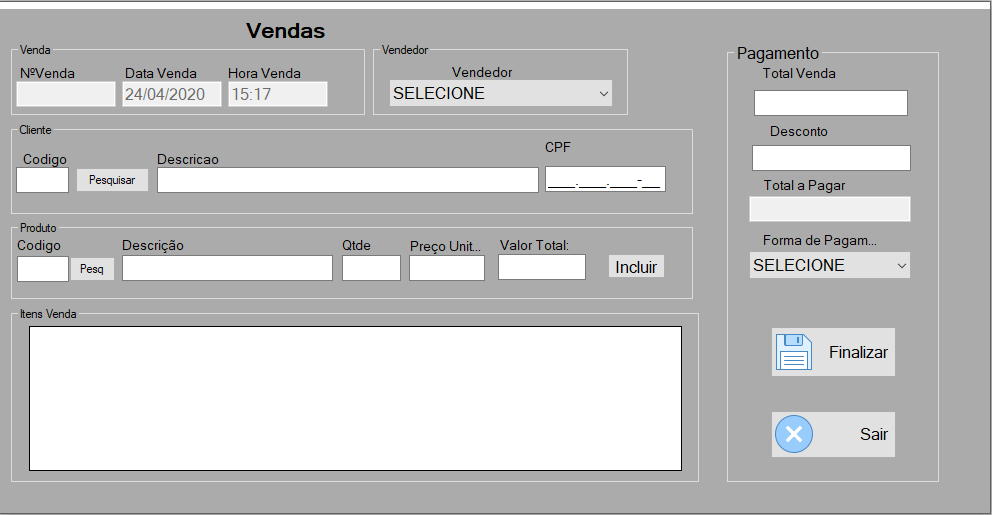 Vendas
Venda
NºVenda Data Venda Hora Venda
24/04/2020 15:17
Vendedor
Vendedor
SELECIONE
Cliente
Codigo Descricao CPF
Pesquisar ___.___.___-__
Produto
Codigo Descrição Qtde Preço Unit... Valor Total:
Pesq Incluir
Itens Venda
Pagamento
Total Venda
Desconto
Total a Pagar
Forma de Pagam...
SELECIONE
Finalizar
Sair